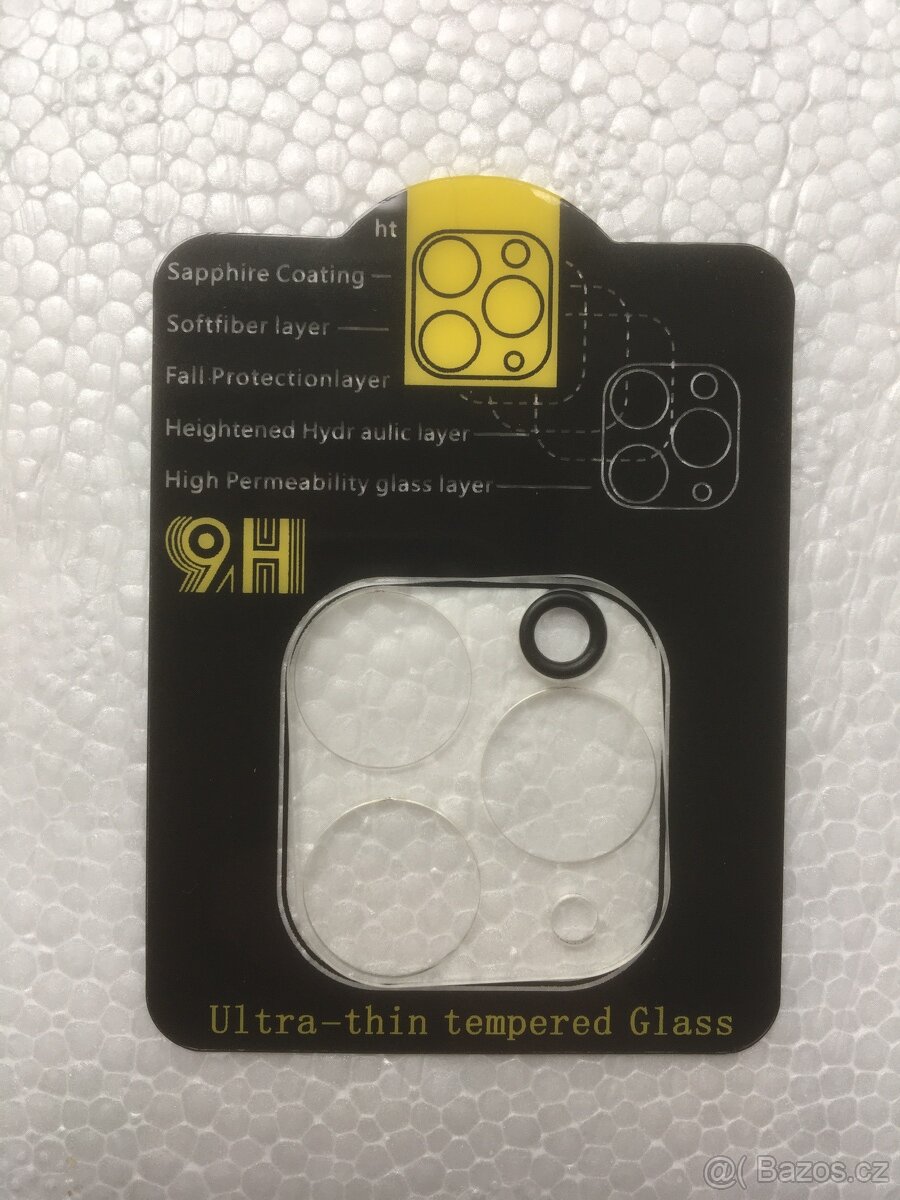 ht
Sapphire Coating
Softfiber layer
Fall Protectionlayer
Heightened Hydr aulic layer
High Permeability glass layer
9H
Ultra-thin tempered Glass
@( Bazos.cz